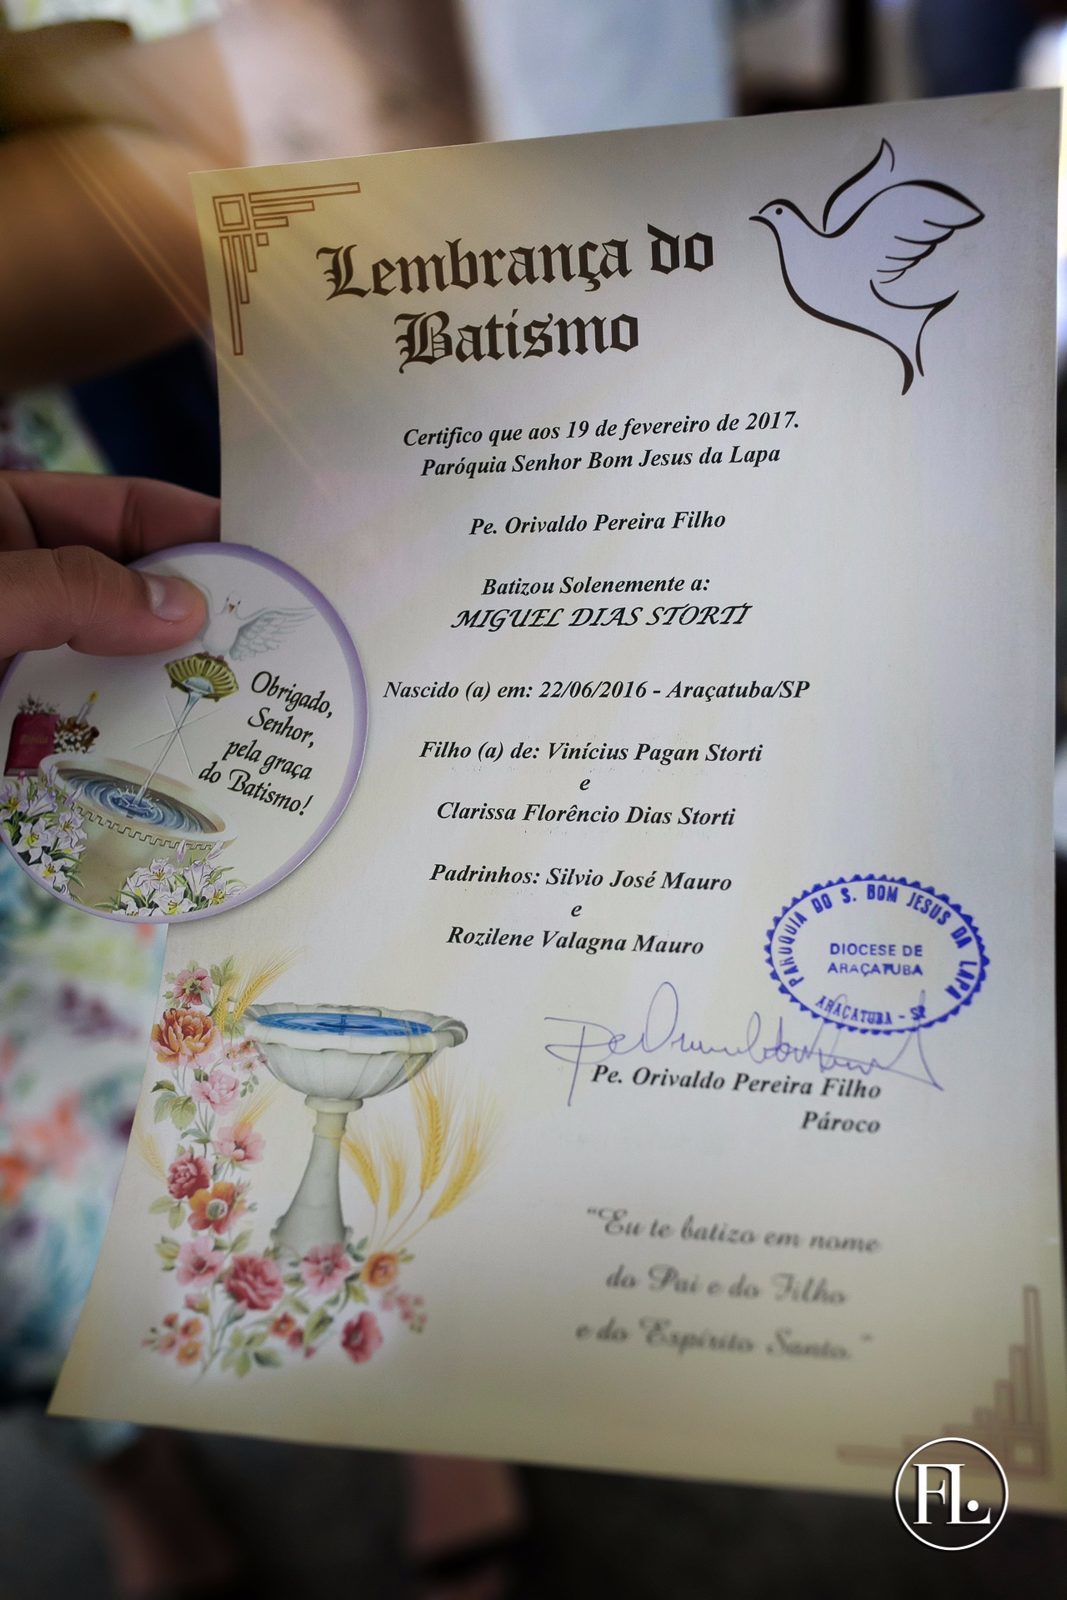 Lembrança do
Batismo
Certifico que aos 19 de fevereiro de 2017.
Paróquia Senhor Bom Jesus da Lapa
Pe. Orivaldo Pereira Filho
Batizou Solenemente a:
MIGUEL DIAS STORTI
Nascido (a) em: 22/06/2016 - Araçatuba/SP
Filho (a) de: Vinícius Pagan Storti
e
Clarissa Florêncio Dias Storti
Padrinhos: Silvio José Mauro
e
Rozilene Valagna Mauro
PARÓQUIA DO S. BOM JESUS DA LAPA
DIOCESE DE
ARAÇATUBA
ARAÇATUBA - SP
Pe. Orivaldo Pereira Filho
Pároco
"Eu te batizo em nome
do Pai e do Filho
e do Espírito Santo."
Obrigado,
Senhor,
pela graça
do Batismo!
Bíblia
FL